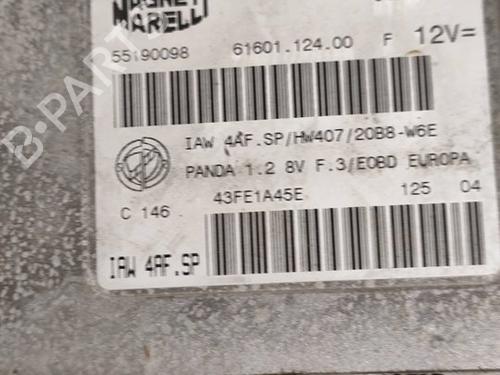 MAGNETI
MARELLI
55190098 61601.124.00 F 12V=
IAW 4AF.SP/HW407/20B8-W6E
PANDA 1.2 8V F.3/EOBD EUROPA
C 146 43FE1A45E 125 04
IAW 4AF.SP
B-PARTS